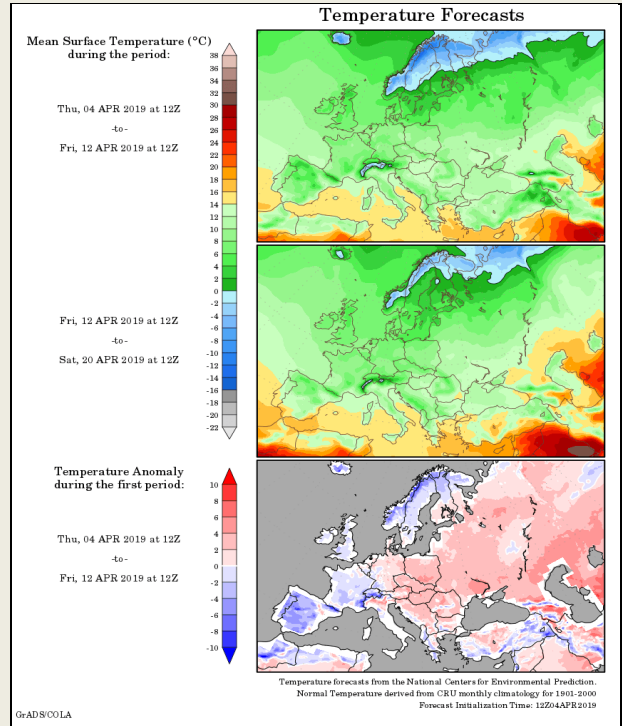 Temperature Forecasts
Mean Surface Temperature (°C)
during the period:
38
36
34
32
30
28
26
24
22
20
18
16
14
12
10
8
6
4
2
0
-2
-4
-6
-8
-10
-12
-14
-16
-18
-20
-22
Thu, 04 APR 2019 at 12Z
-to-
Fri, 12 APR 2019 at 12Z
Fri, 12 APR 2019 at 12Z
-to-
Sat, 20 APR 2019 at 12Z
Temperature Anomaly
during the first period:
10
8
6
4
2
0
-2
-4
-6
-8
-10
Thu, 04 APR 2019 at 12Z
-to-
Fri, 12 APR 2019 at 12Z
Temperature forecasts from the National Centers for Environmental Prediction.
Normal Temperature derived from CRU monthly climatology for 1901-2000
Forecast Initialization Time: 12Z04APR2019
GrADS/COLA